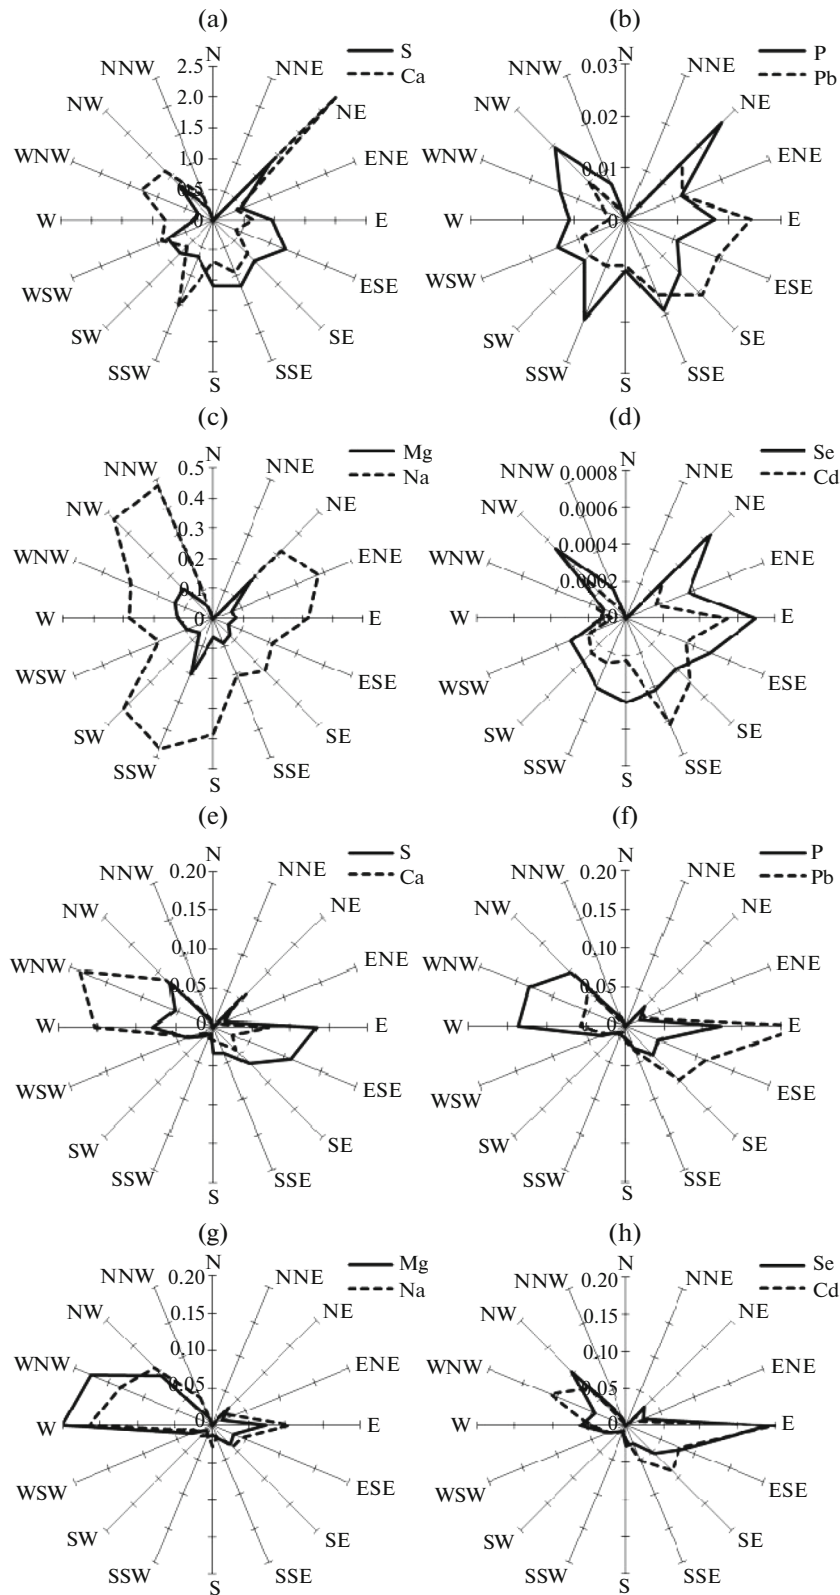 (a)
N
S
Ca
2.5
2.0
1.5
1.0
0.5
0
NNE
NE
ENE
E
ESE
SE
SSE
S
SSW
SW
WSW
W
WNW
NW
NNW
(b)
N
P
Pb
0.03
0.02
0.01
0
NNE
NE
ENE
E
ESE
SE
SSE
S
SSW
SW
WSW
W
WNW
NW
NNW
(c)
N
Mg
Na
0.5
0.4
0.3
0.2
0.1
0
NNE
NE
ENE
E
ESE
SE
SSE
S
SSW
SW
WSW
W
WNW
NW
NNW
(d)
N
Se
Cd
0.0008
0.0006
0.0004
0.0002
0
NNE
NE
ENE
E
ESE
SE
SSE
S
SSW
SW
WSW
W
WNW
NW
NNW
(e)
N
S
Ca
0.20
0.15
0.10
0.05
0
NNE
NE
ENE
E
ESE
SE
SSE
S
SSW
SW
WSW
W
WNW
NW
NNW
(f)
N
P
Pb
0.20
0.15
0.10
0.05
0
NNE
NE
ENE
E
ESE
SE
SSE
S
SSW
SW
WSW
W
WNW
NW
NNW
(g)
N
Mg
Na
0.20
0.15
0.10
0.05
0
NNE
NE
ENE
E
ESE
SE
SSE
S
SSW
SW
WSW
W
WNW
NW
NNW
(h)
N
Se
Cd
0.20
0.15
0.10
0.05
0
NNE
NE
ENE
E
ESE
SE
SSE
S
SSW
SW
WSW
W
WNW
NW
NNW